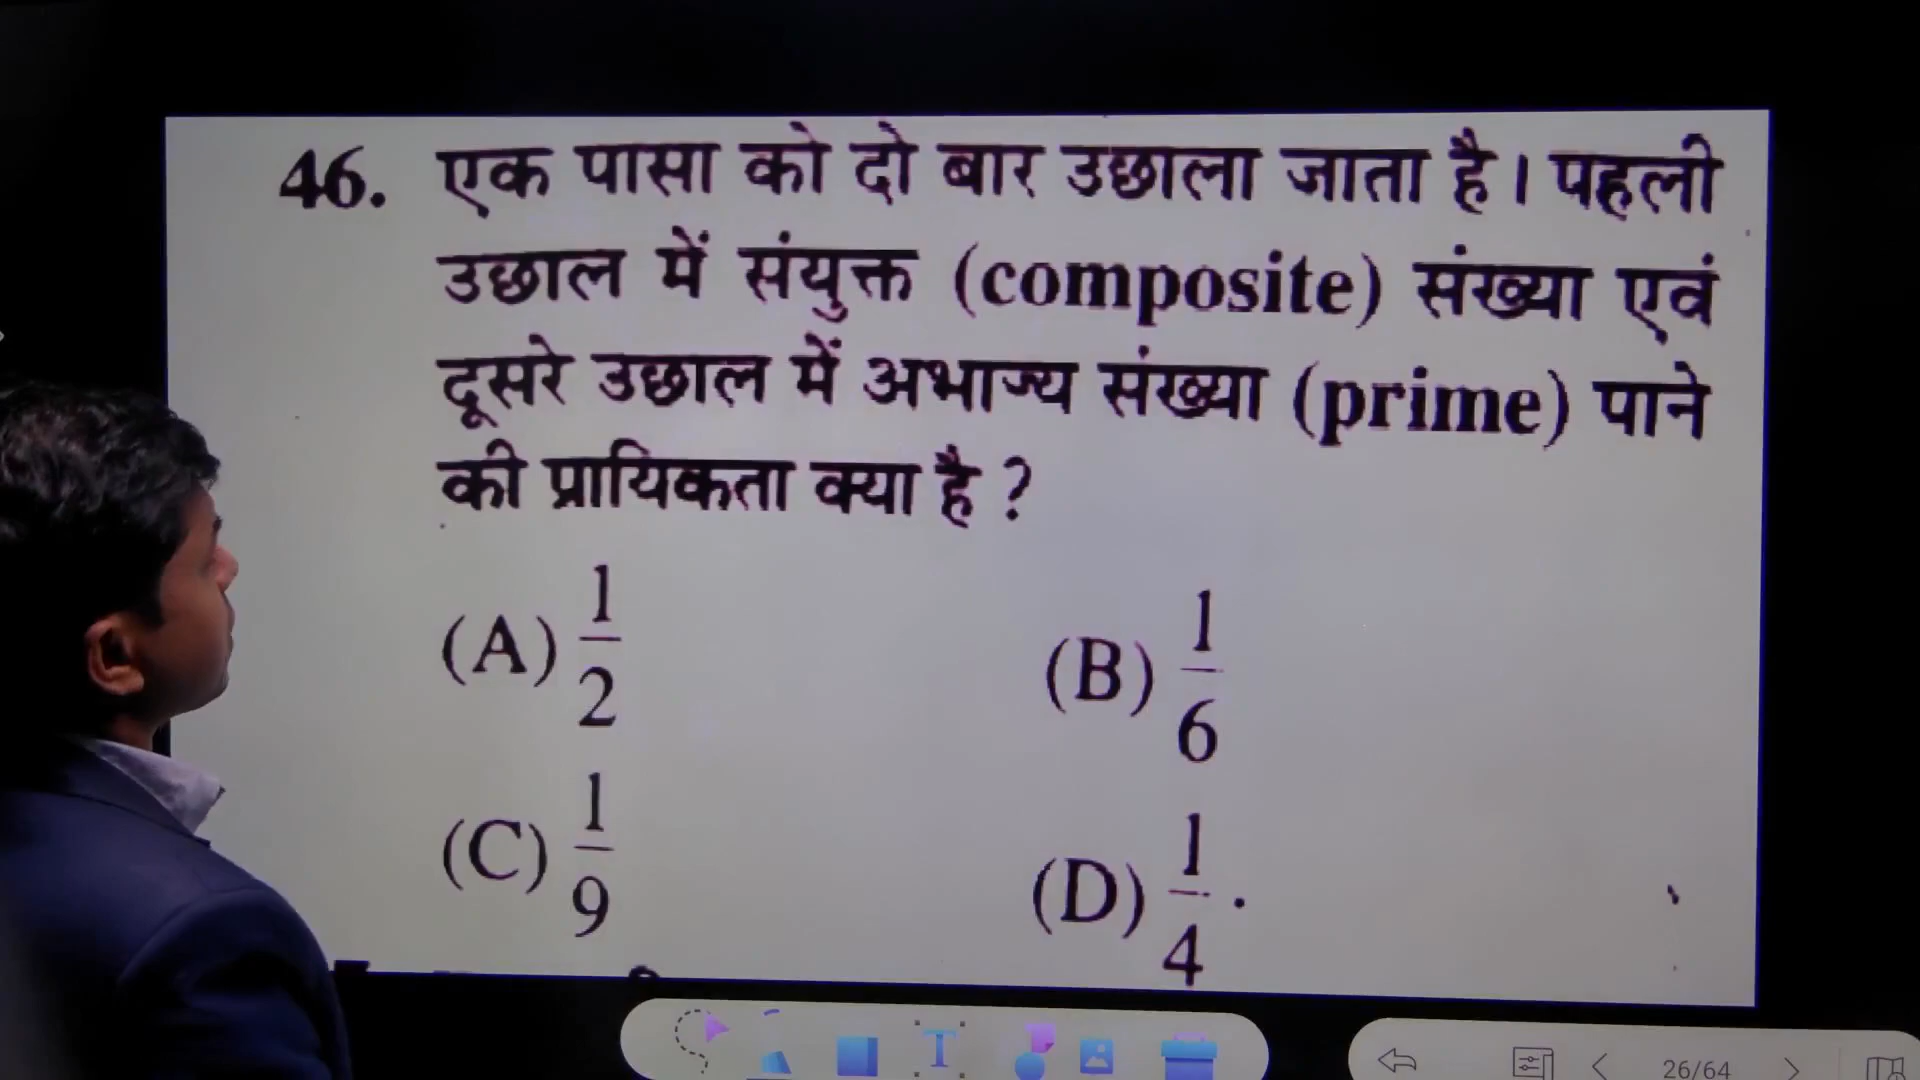 46. एक पासा को दो बार उछाला जाता है। पहली
उछाल में संयुक्त (composite) संख्या एवं
दूसरे उछाल में अभाज्य संख्या (prime) पाने
की प्रायिकता क्या है ?
(A) 1/2 (B) 1/6
(C) 1/9 (D) 1/4 .
T 26/64